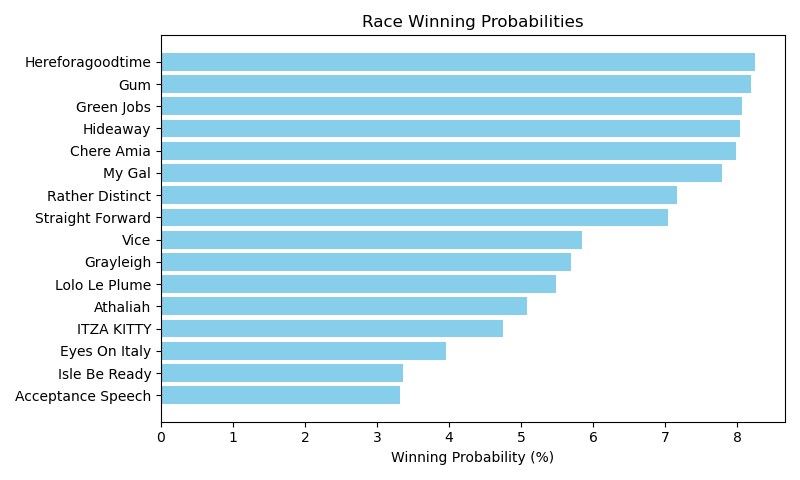 Race Winning Probabilities
Hereforagoodtime
Gum
Green Jobs
Hideaway
Chere Amia
My Gal
Rather Distinct
Straight Forward
Vice
Grayleigh
Lolo Le Plume
Athaliah
ITZA KITTY
Eyes On Italy
Isle Be Ready
Acceptance Speech
0 1 2 3 4 5 6 7 8
Winning Probability (%)